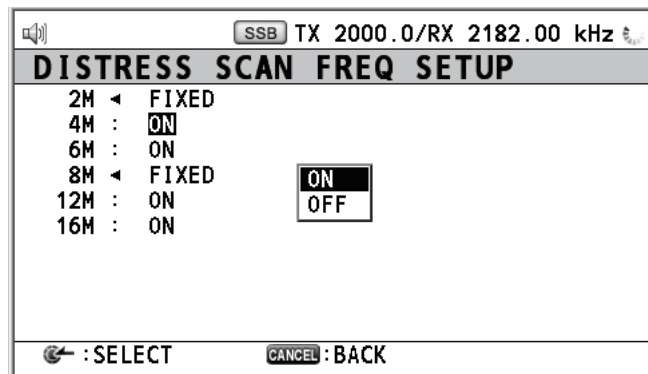 SSB TX 2000.0/RX 2182.00 kHz
DISTRESS SCAN FREQ SETUP
2M ◄ FIXED
4M : ON
6M : ON
8M ◄ FIXED
12M : ON
16M : ON
ON
OFF
:SELECT CANCEL:BACK